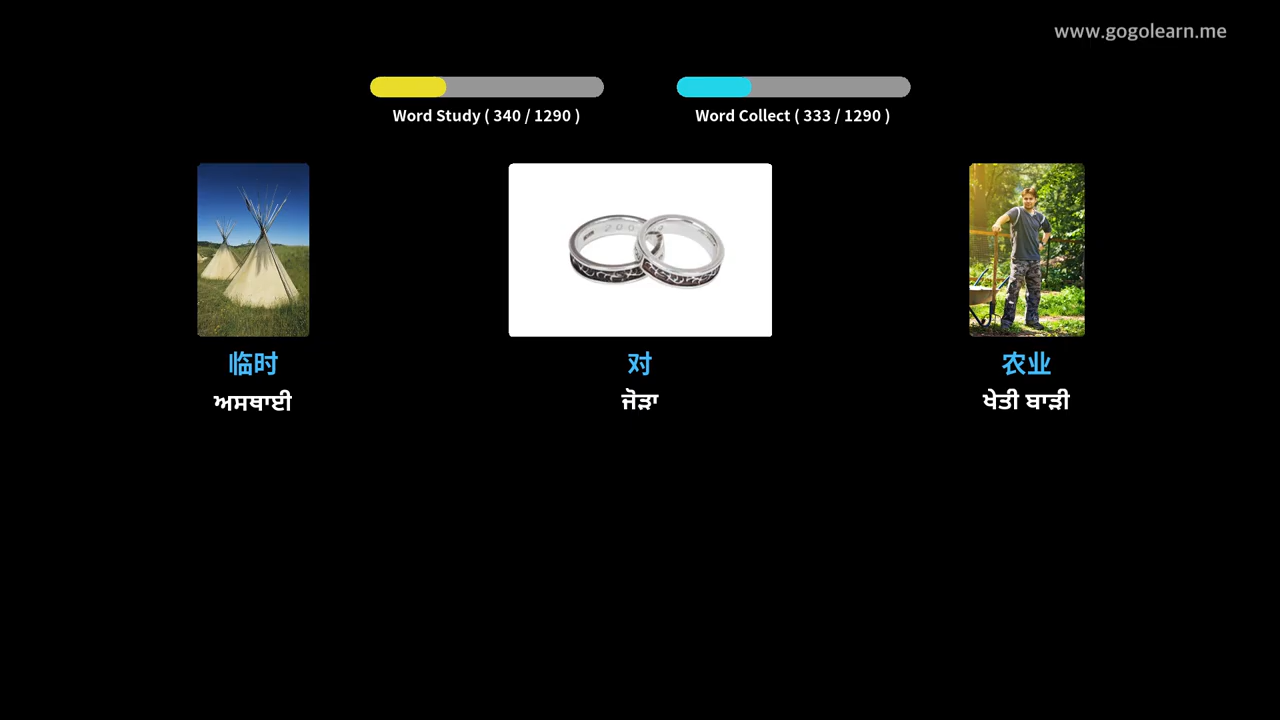 www.gogolearn.me
Word Study ( 340 / 1290 )
Word Collect ( 333 / 1290 )
临时
对
农业
ਅਸਥਾਈ
ਜੋੜਾ
ਖੇਤੀ ਬਾੜੀ